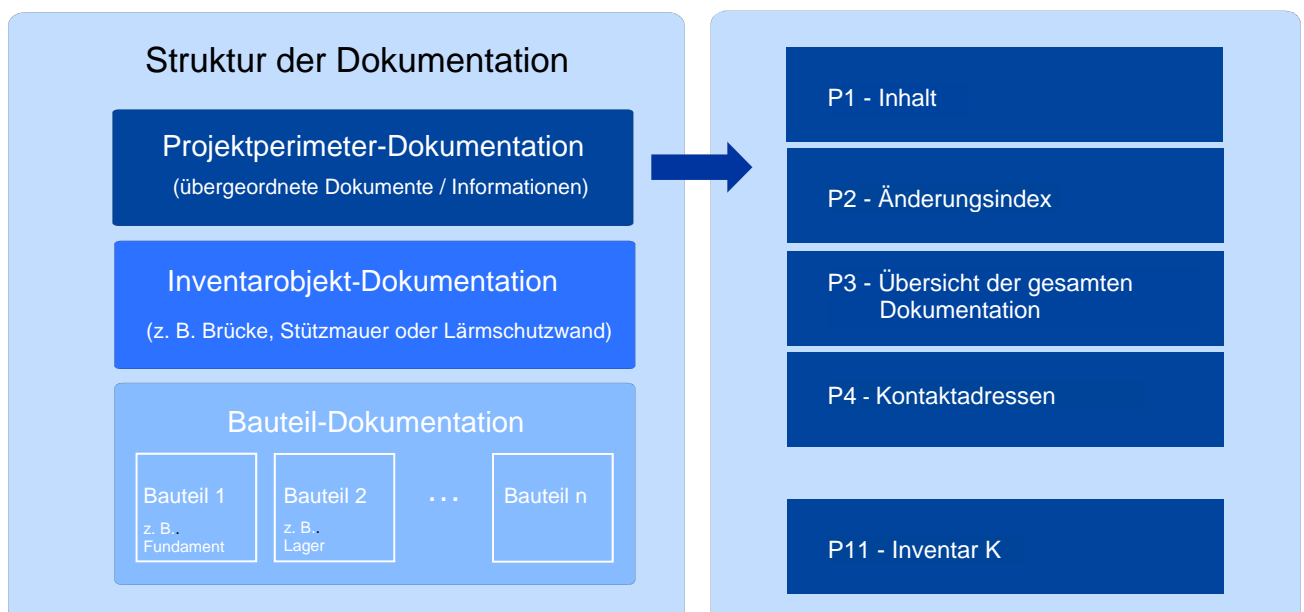 Struktur der Dokumentation
Projektperimeter-Dokumentation
(übergeordnete Dokumente / Informationen)
Inventarobjekt-Dokumentation
(z. B. Brücke, Stützmauer oder Lärmschutzwand)
Bauteil-Dokumentation
Bauteil 1
z. B..
Fundament
Bauteil 2
z. B..
Lager
...
Bauteil n
P1 - Inhalt
P2 - Änderungsindex
P3 - Übersicht der gesamten
Dokumentation
P4 - Kontaktadressen
P11 - Inventar K